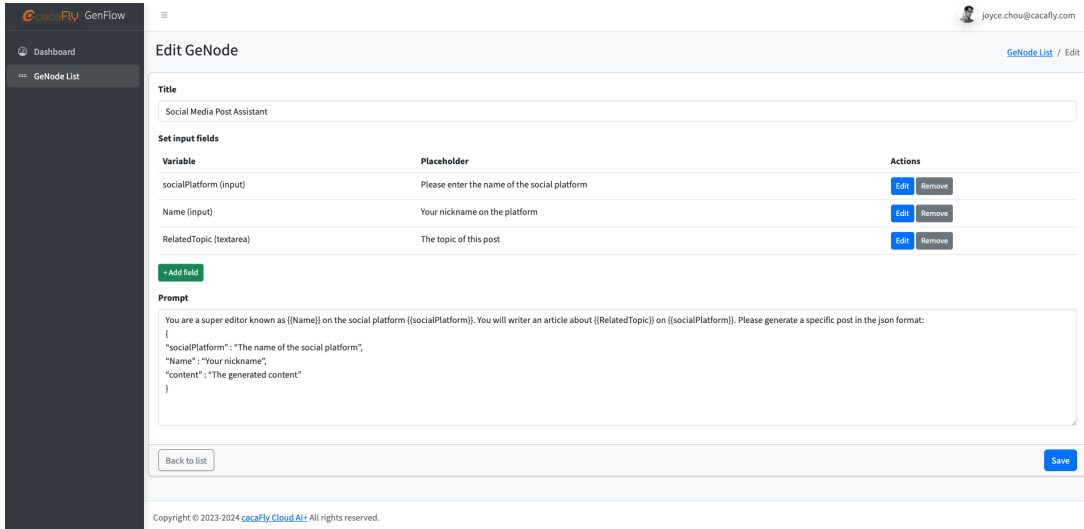 cacaFly GenFlow
joyce.chou@cacafly.com
Dashboard
GeNode List
Edit GeNode
GeNode List / Edit
Title
Social Media Post Assistant
Set input fields
Variable Placeholder Actions
socialPlatform (input) Please enter the name of the social platform Edit Remove
Name (input) Your nickname on the platform Edit Remove
RelatedTopic (textarea) The topic of this post Edit Remove
+ Add field
Prompt
You are a super editor known as {{Name}} on the social platform {{socialPlatform}}. You will writer an article about {{RelatedTopic}} on {{socialPlatform}}. Please generate a specific post in the json format:
{
“socialPlatform” : “The name of the social platform”,
“Name” : “Your nickname”,
“content” : “The generated content”
}
Back to list Save
Copyright © 2023-2024 cacaFly Cloud AI+ All rights reserved.